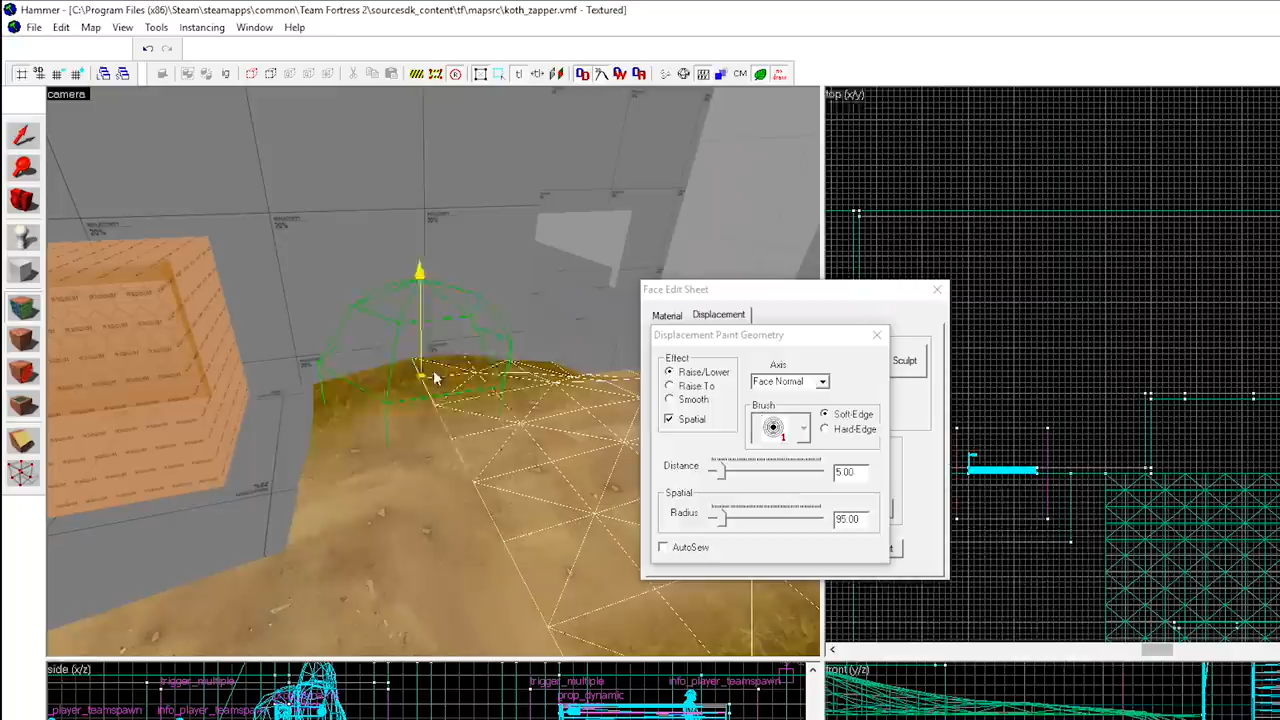 Hammer - [C:\Program Files (x86)\Steam\steamapps\common\Team Fortress 2\sourcesdk_content\tf\mapsrc\koth_zapper.vmf - Textured]
File Edit Map View Tools Instancing Window Help
camera
top (x/y)
Face Edit Sheet
Material Displacement
Displacement Paint Geometry
Sculpt
Effect
Raise/Lower
Raise To
Smooth
Spatial
Axis
Face Normal
Brush
1
Soft-Edge
Hard-Edge
Distance
5.00
Spatial
Radius
95.00
AutoSew
side (x/z)
front (y/z)
trigger_multiple
trigger_multiple
info_player_teamspawn
prop_dynamic
_player_teamspawn
info_player_teamspa